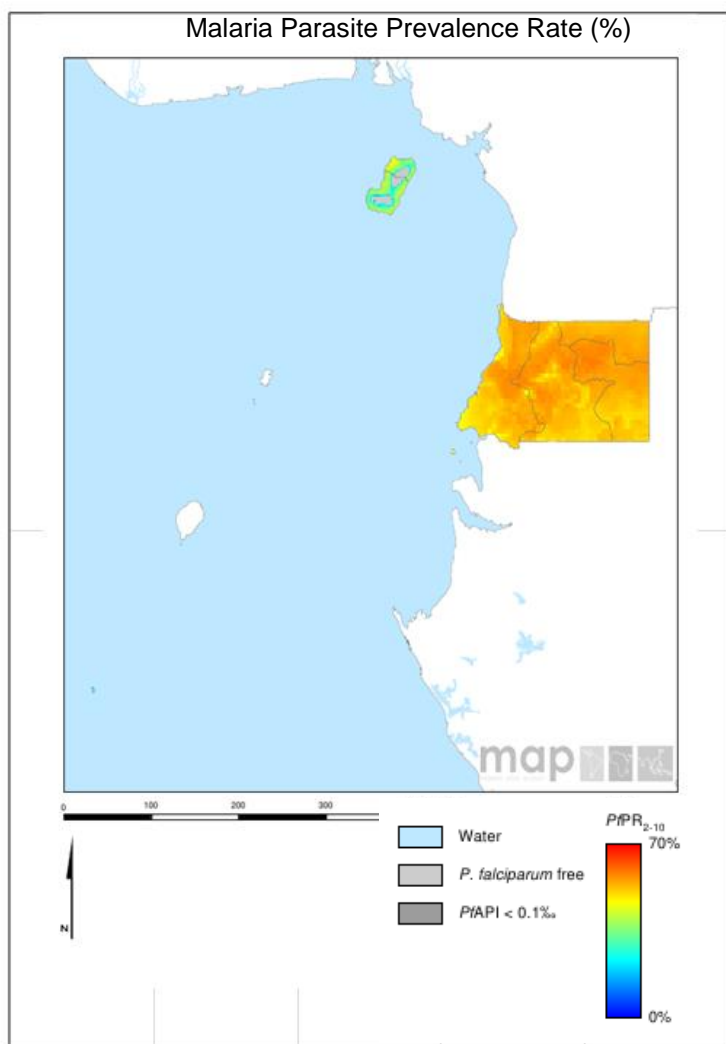 Malaria Parasite Prevalence Rate (%)
map
0 100 200 300
N
Water
P. falciparum free
PfAPI < 0.1‰
PfPR2-10
70%
0%